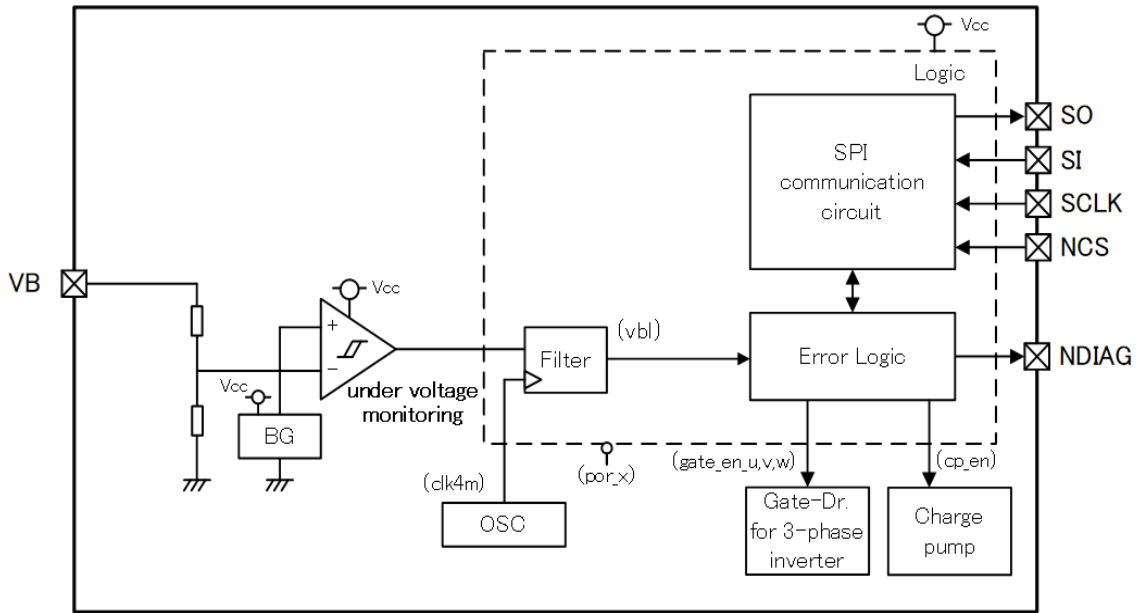 Vcc
Logic
SO
SPI
communication
circuit
SI
SCLK
NCS
VB
Vcc
+
−
(vbl)
Filter
Error Logic
NDIAG
under voltage
monitoring
Vcc
BG
(clk4m)
(por_x)
(gate_en_u,v,w)
(cp_en)
OSC
Gate-Dr.
for 3-phase
inverter
Charge
pump